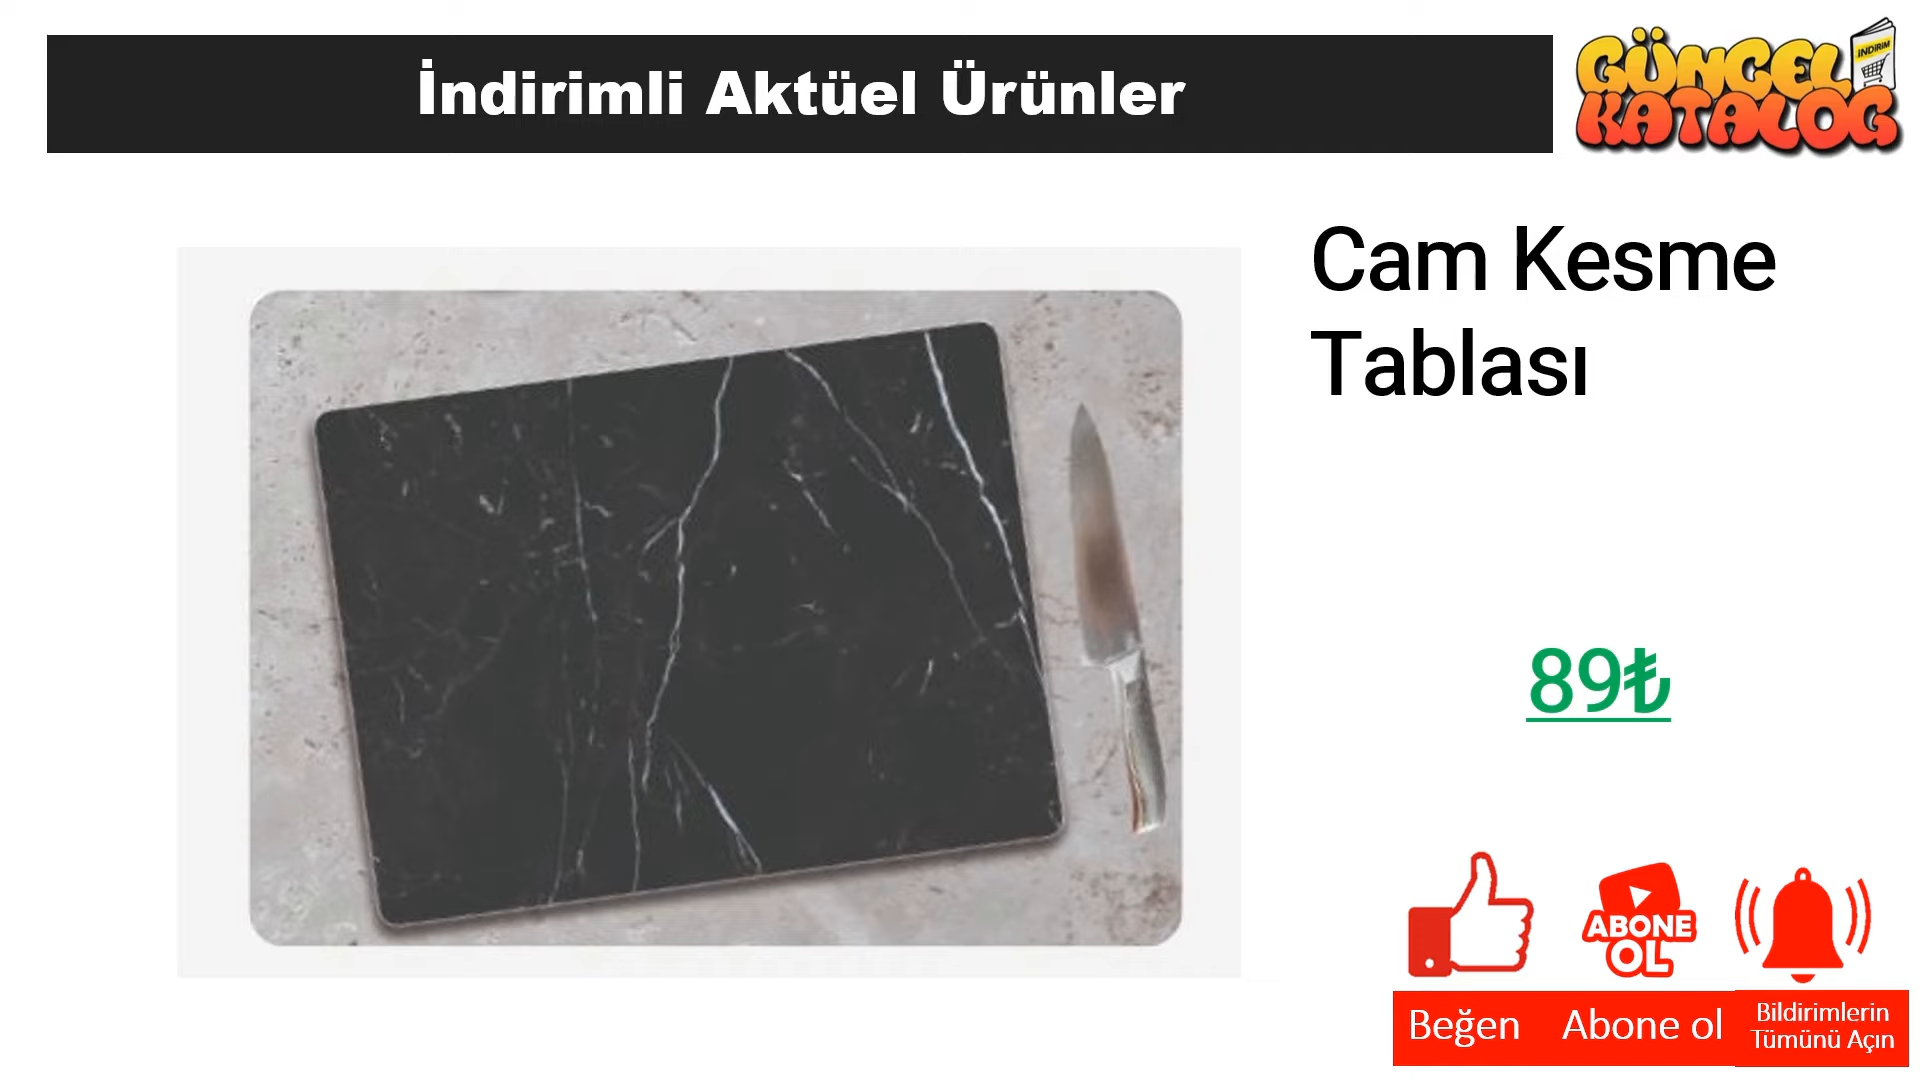 İndirimli Aktüel Ürünler
GÜNCEL
KATALOG
İNDİRİM
Cam Kesme
Tablası
89₺
ABONE
OL
Beğen
Abone ol
Bildirimlerin
Tümünü Açın